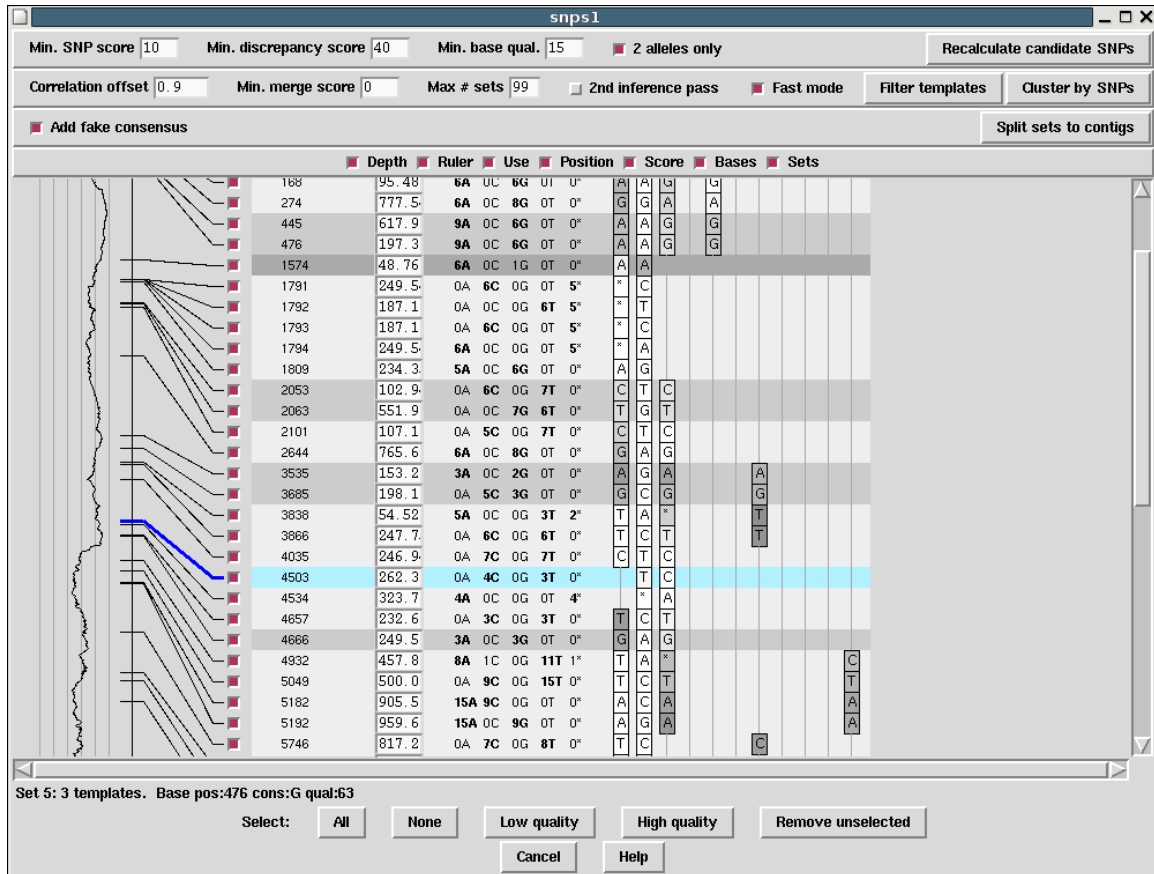 snps1
Min. SNP score 10 Min. discrepancy score 40 Min. base qual. 15 2 alleles only Recalculate candidate SNPs
Correlation offset 0.9 Min. merge score 0 Max # sets 99 2nd inference pass Fast mode Filter templates Cluster by SNPs
Add fake consensus Split sets to contigs
Depth Ruler Use Position Score Bases Sets
168 95.48 6A 0C 6G 0T 0* A A G G
274 777.5 6A 0C 8G 0T 0* G G A A
445 617.9 9A 0C 6G 0T 0* A A G G
476 197.3 9A 0C 6G 0T 0* A A G G
1574 48.76 6A 0C 1G 0T 0* A A
1791 249.5 0A 6C 0G 0T 5* * C
1792 187.1 0A 0C 0G 6T 5* * T
1793 187.1 0A 6C 0G 0T 5* * C
1794 249.5 6A 0C 0G 0T 5* * A
1809 234.3 5A 0C 6G 0T 0* A G
2053 102.9 0A 6C 0G 7T 0* C T C
2063 551.9 0A 0C 7G 6T 0* T G T
2101 107.1 0A 5C 0G 7T 0* C T C
2644 765.6 6A 0C 8G 0T 0* G A G
3535 153.2 3A 0C 2G 0T 0* A G A A
3685 198.1 0A 5C 3G 0T 0* G C G G
3838 54.52 5A 0C 0G 3T 2* T A * T
3866 247.7 0A 6C 0G 6T 0* T C T T
4035 246.9 0A 7C 0G 7T 0* C T C
4503 262.3 0A 4C 0G 3T 0* T C
4534 323.7 4A 0C 0G 0T 4* * A
4657 232.6 0A 3C 0G 3T 0* T C T
4666 249.5 3A 0C 3G 0T 0* G A G
4932 457.8 8A 1C 0G 11T 1* T A * C
5049 500.0 0A 9C 0G 15T 0* T C T T
5182 905.5 15A 9C 0G 0T 0* A C A A
5192 959.6 15A 0C 9G 0T 0* A G A A
5746 817.2 0A 7C 0G 8T 0* T C C
Set 5: 3 templates. Base pos:476 cons:G qual:63
Select: All None Low quality High quality Remove unselected
Cancel Help